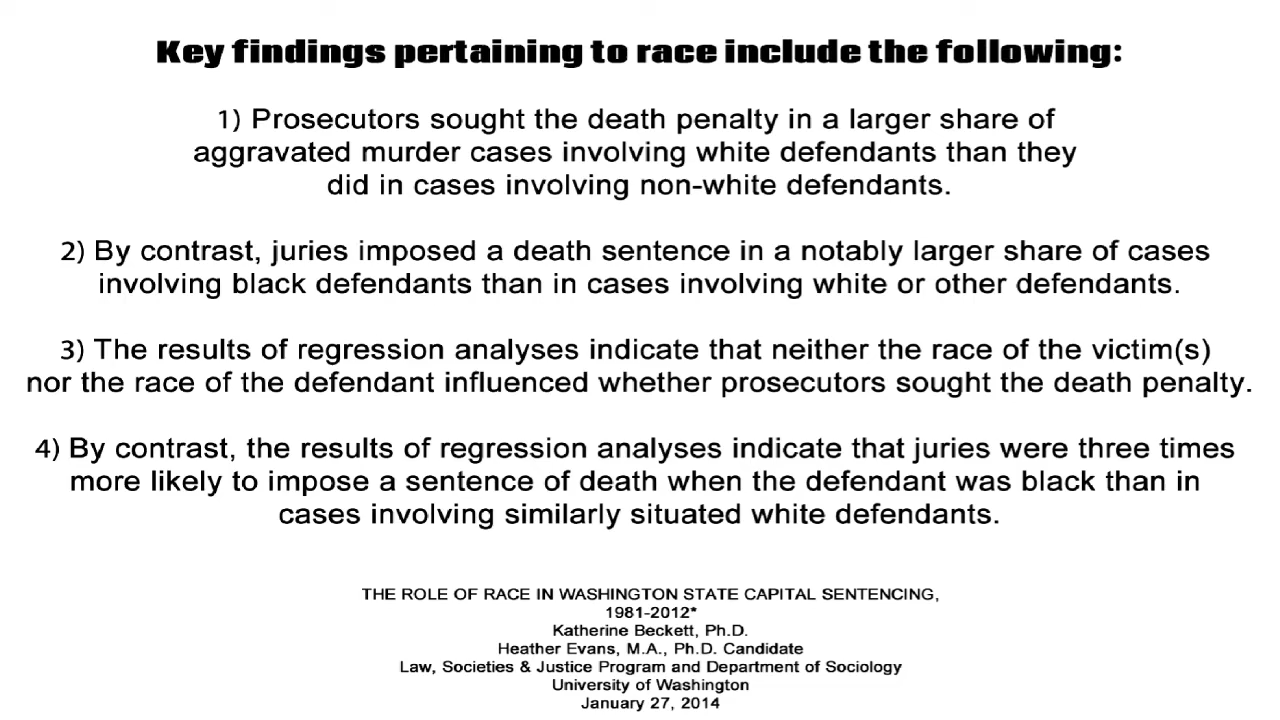 Key findings pertaining to race include the following:
1) Prosecutors sought the death penalty in a larger share of
aggravated murder cases involving white defendants than they
did in cases involving non-white defendants.
2) By contrast, juries imposed a death sentence in a notably larger share of cases
involving black defendants than in cases involving white or other defendants.
3) The results of regression analyses indicate that neither the race of the victim(s)
nor the race of the defendant influenced whether prosecutors sought the death penalty.
4) By contrast, the results of regression analyses indicate that juries were three times
more likely to impose a sentence of death when the defendant was black than in
cases involving similarly situated white defendants.
THE ROLE OF RACE IN WASHINGTON STATE CAPITAL SENTENCING,
1981-2012*
Katherine Beckett, Ph.D.
Heather Evans, M.A., Ph.D. Candidate
Law, Societies & Justice Program and Department of Sociology
University of Washington
January 27, 2014